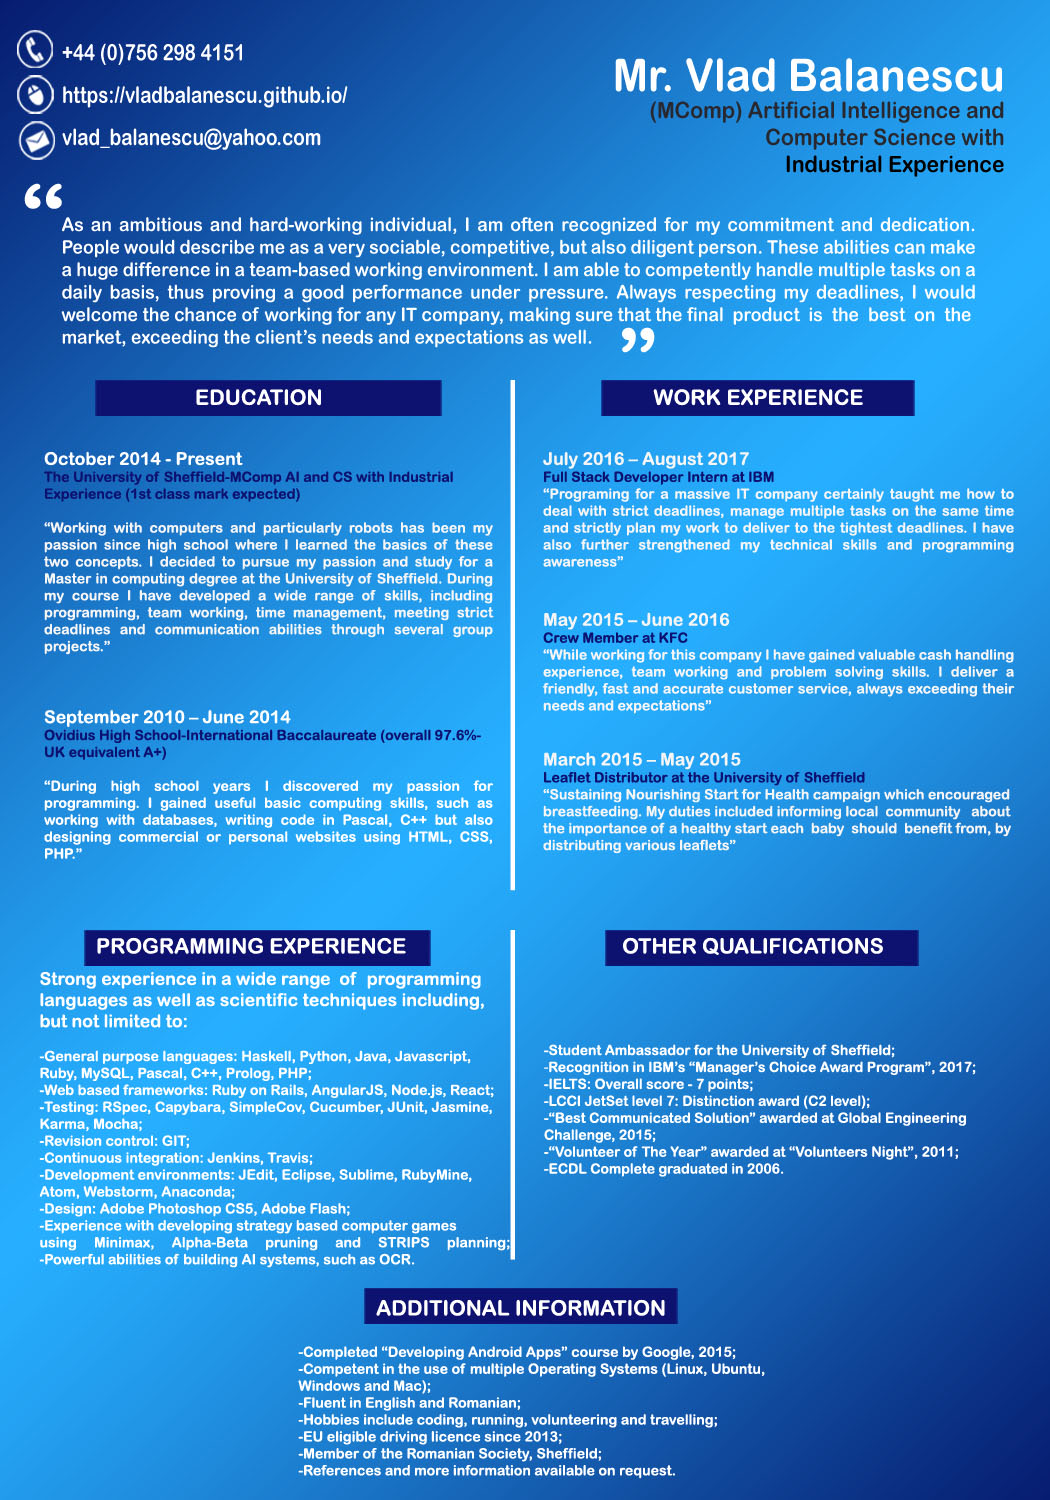 +44 (0)756 298 4151
https://vladbalanescu.github.io/
vlad_balanescu@yahoo.com
Mr. Vlad Balanescu
(MComp) Artificial Intelligence and
Computer Science with
Industrial Experience
“
As an ambitious and hard-working individual, I am often recognized for my commitment and dedication.
People would describe me as a very sociable, competitive, but also diligent person. These abilities can make
a huge difference in a team-based working environment. I am able to competently handle multiple tasks on a
daily basis, thus proving a good performance under pressure. Always respecting my deadlines, I would
welcome the chance of working for any IT company, making sure that the final product is the best on the
market, exceeding the client’s needs and expectations as well. ”
EDUCATION
October 2014 - Present
The University of Sheffield-MComp AI and CS with Industrial
Experience (1st class mark expected)
“Working with computers and particularly robots has been my
passion since high school where I learned the basics of these
two concepts. I decided to pursue my passion and study for a
Master in computing degree at the University of Sheffield. During
my course I have developed a wide range of skills, including
programming, team working, time management, meeting strict
deadlines and communication abilities through several group
projects.”
September 2010 – June 2014
Ovidius High School-International Baccalaureate (overall 97.6%-
UK equivalent A+)
“During high school years I discovered my passion for
programming. I gained useful basic computing skills, such as
working with databases, writing code in Pascal, C++ but also
designing commercial or personal websites using HTML, CSS,
PHP.”
WORK EXPERIENCE
July 2016 – August 2017
Full Stack Developer Intern at IBM
“Programing for a massive IT company certainly taught me how to
deal with strict deadlines, manage multiple tasks on the same time
and strictly plan my work to deliver to the tightest deadlines. I have
also further strengthened my technical skills and programming
awareness”
May 2015 – June 2016
Crew Member at KFC
“While working for this company I have gained valuable cash handling
experience, team working and problem solving skills. I deliver a
friendly, fast and accurate customer service, always exceeding their
needs and expectations”
March 2015 – May 2015
Leaflet Distributor at the University of Sheffield
“Sustaining Nourishing Start for Health campaign which encouraged
breastfeeding. My duties included informing local community about
the importance of a healthy start each baby should benefit from, by
distributing various leaflets”
PROGRAMMING EXPERIENCE
Strong experience in a wide range of programming
languages as well as scientific techniques including,
but not limited to:
-General purpose languages: Haskell, Python, Java, Javascript,
Ruby, MySQL, Pascal, C++, Prolog, PHP;
-Web based frameworks: Ruby on Rails, AngularJS, Node.js, React;
-Testing: RSpec, Capybara, SimpleCov, Cucumber, JUnit, Jasmine,
Karma, Mocha;
-Revision control: GIT;
-Continuous integration: Jenkins, Travis;
-Development environments: JEdit, Eclipse, Sublime, RubyMine,
Atom, Webstorm, Anaconda;
-Design: Adobe Photoshop CS5, Adobe Flash;
-Experience with developing strategy based computer games
using Minimax, Alpha-Beta pruning and STRIPS planning;
-Powerful abilities of building AI systems, such as OCR.
OTHER QUALIFICATIONS
-Student Ambassador for the University of Sheffield;
-Recognition in IBM’s “Manager’s Choice Award Program”, 2017;
-IELTS: Overall score - 7 points;
-LCCI JetSet level 7: Distinction award (C2 level);
-“Best Communicated Solution” awarded at Global Engineering
Challenge, 2015;
-“Volunteer of The Year” awarded at “Volunteers Night”, 2011;
-ECDL Complete graduated in 2006.
ADDITIONAL INFORMATION
-Completed “Developing Android Apps” course by Google, 2015;
-Competent in the use of multiple Operating Systems (Linux, Ubuntu,
Windows and Mac);
-Fluent in English and Romanian;
-Hobbies include coding, running, volunteering and travelling;
-EU eligible driving licence since 2013;
-Member of the Romanian Society, Sheffield;
-References and more information available on request.